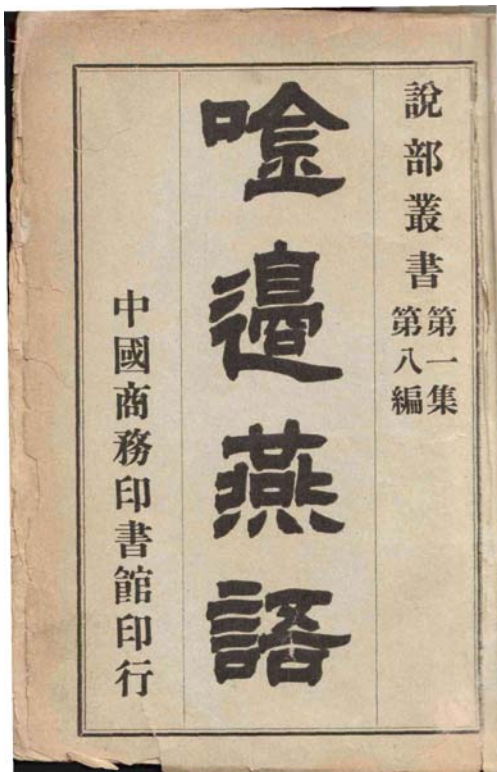 說部叢書
第一集
第八編
唫邊燕語
中國商務印書館印行